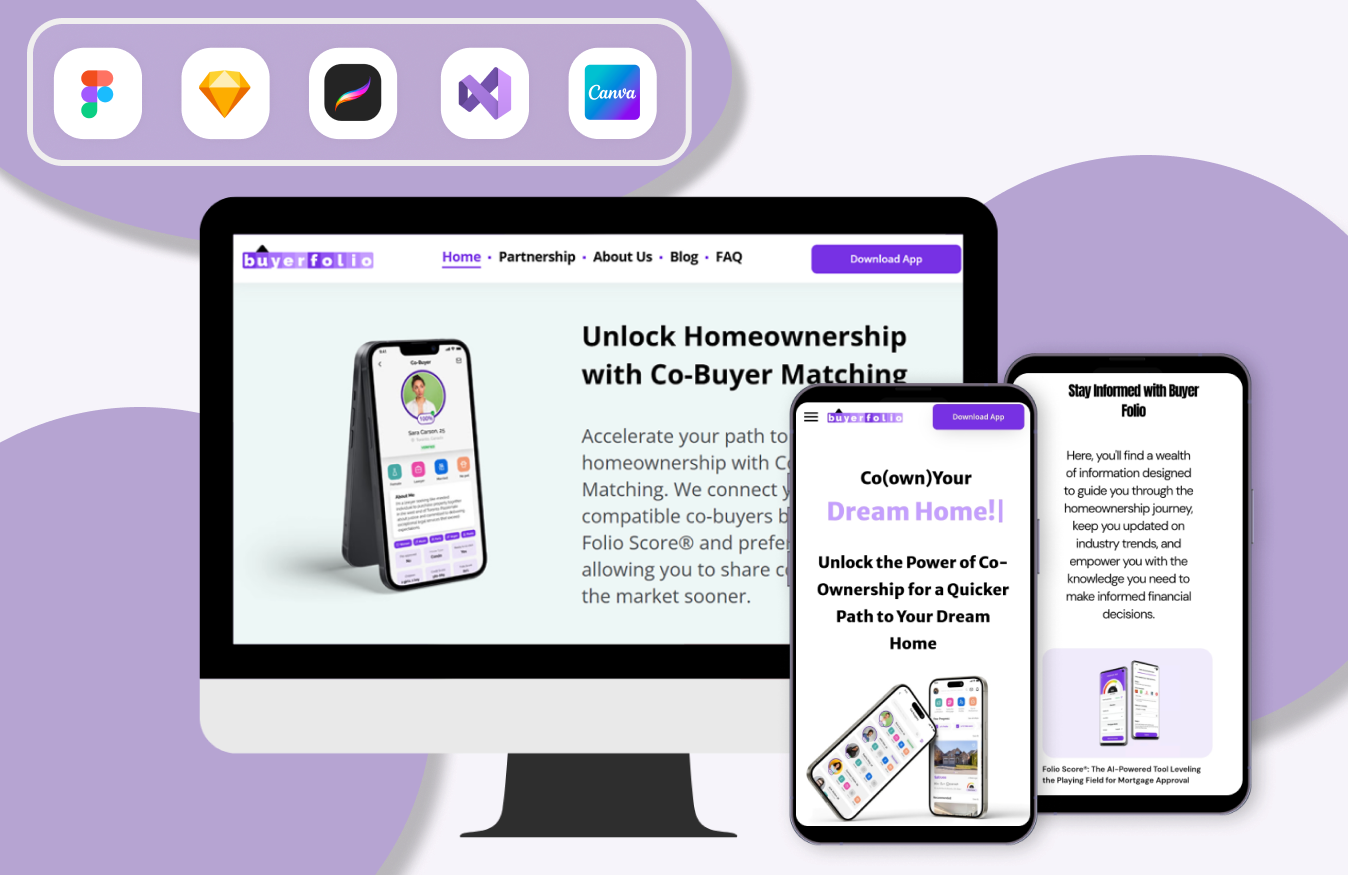 Canva
buyerfolio
Home • Partnership • About Us • Blog • FAQ
Download App
Unlock Homeownership
with Co-Buyer Matching
Accelerate your path to
homeownership with C
Matching. We connect y
compatible co-buyers b
Folio Score® and prefer
allowing you to share c
the market sooner.
Co-Buyer
100%
Sara Carson, 25
About Me
buyerfolio
Download App
Co(own)Your
Dream Home!|
Unlock the Power of Co-
Ownership for a Quicker
Path to Your Dream
Home
Stay Informed with Buyer
Folio
Here, you'll find a wealth
of information designed
to guide you through the
homeownership journey,
keep you updated on
industry trends, and
empower you with the
knowledge you need to
make informed financial
decisions.
Folio Score®: The AI-Powered Tool Leveling
the Playing Field for Mortgage Approval